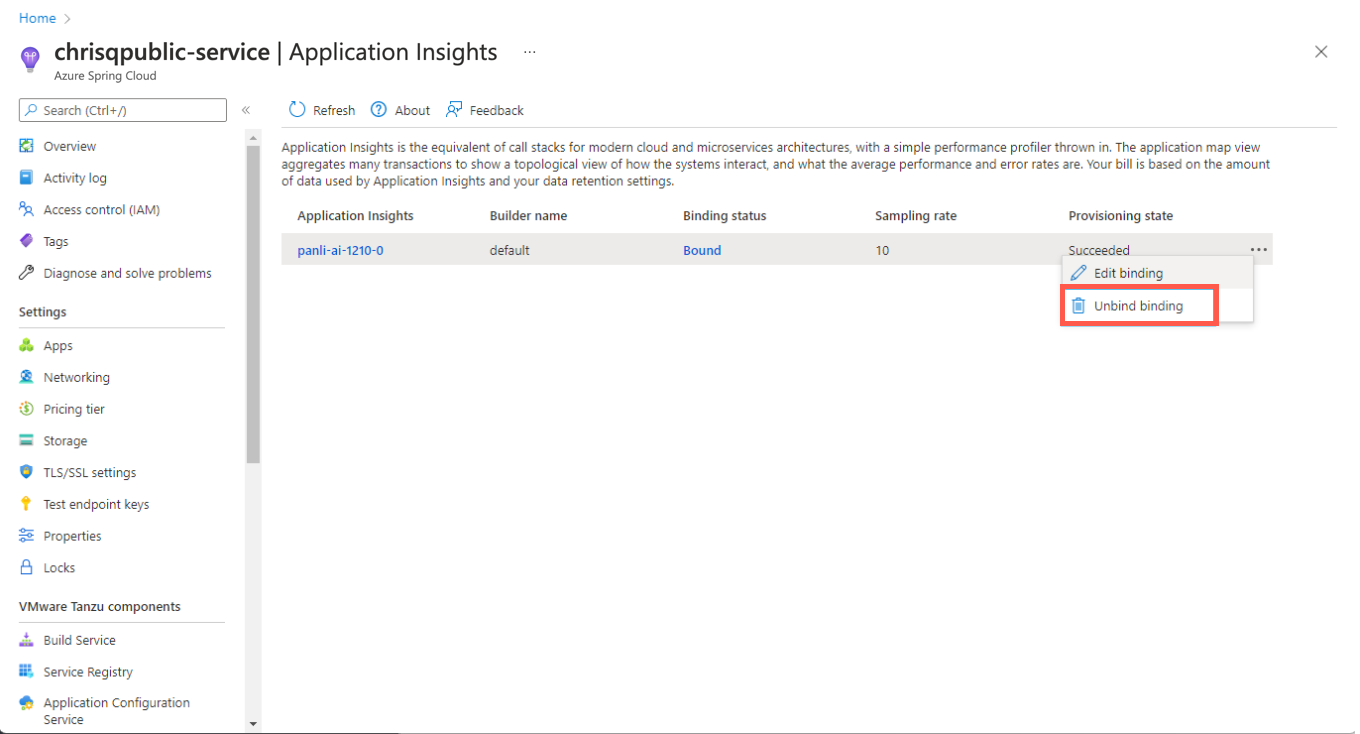 Home
chrisqpublic-service | Application Insights ...
Azure Spring Cloud
Search (Ctrl+/)
«
Overview
Activity log
Access control (IAM)
Tags
Diagnose and solve problems
Settings
Apps
Networking
Pricing tier
Storage
TLS/SSL settings
Test endpoint keys
Properties
Locks
VMware Tanzu components
Build Service
Service Registry
Application Configuration
Service
Refresh About Feedback
Application Insights is the equivalent of call stacks for modern cloud and microservices architectures, with a simple performance profiler thrown in. The application map view
aggregates many transactions to show a topological view of how the systems interact, and what the average performance and error rates are. Your bill is based on the amount
of data used by Application Insights and your data retention settings.
Application Insights Builder name Binding status Sampling rate Provisioning state
panli-ai-1210-0 default Bound 10 Succeeded ...
Edit binding
Unbind binding